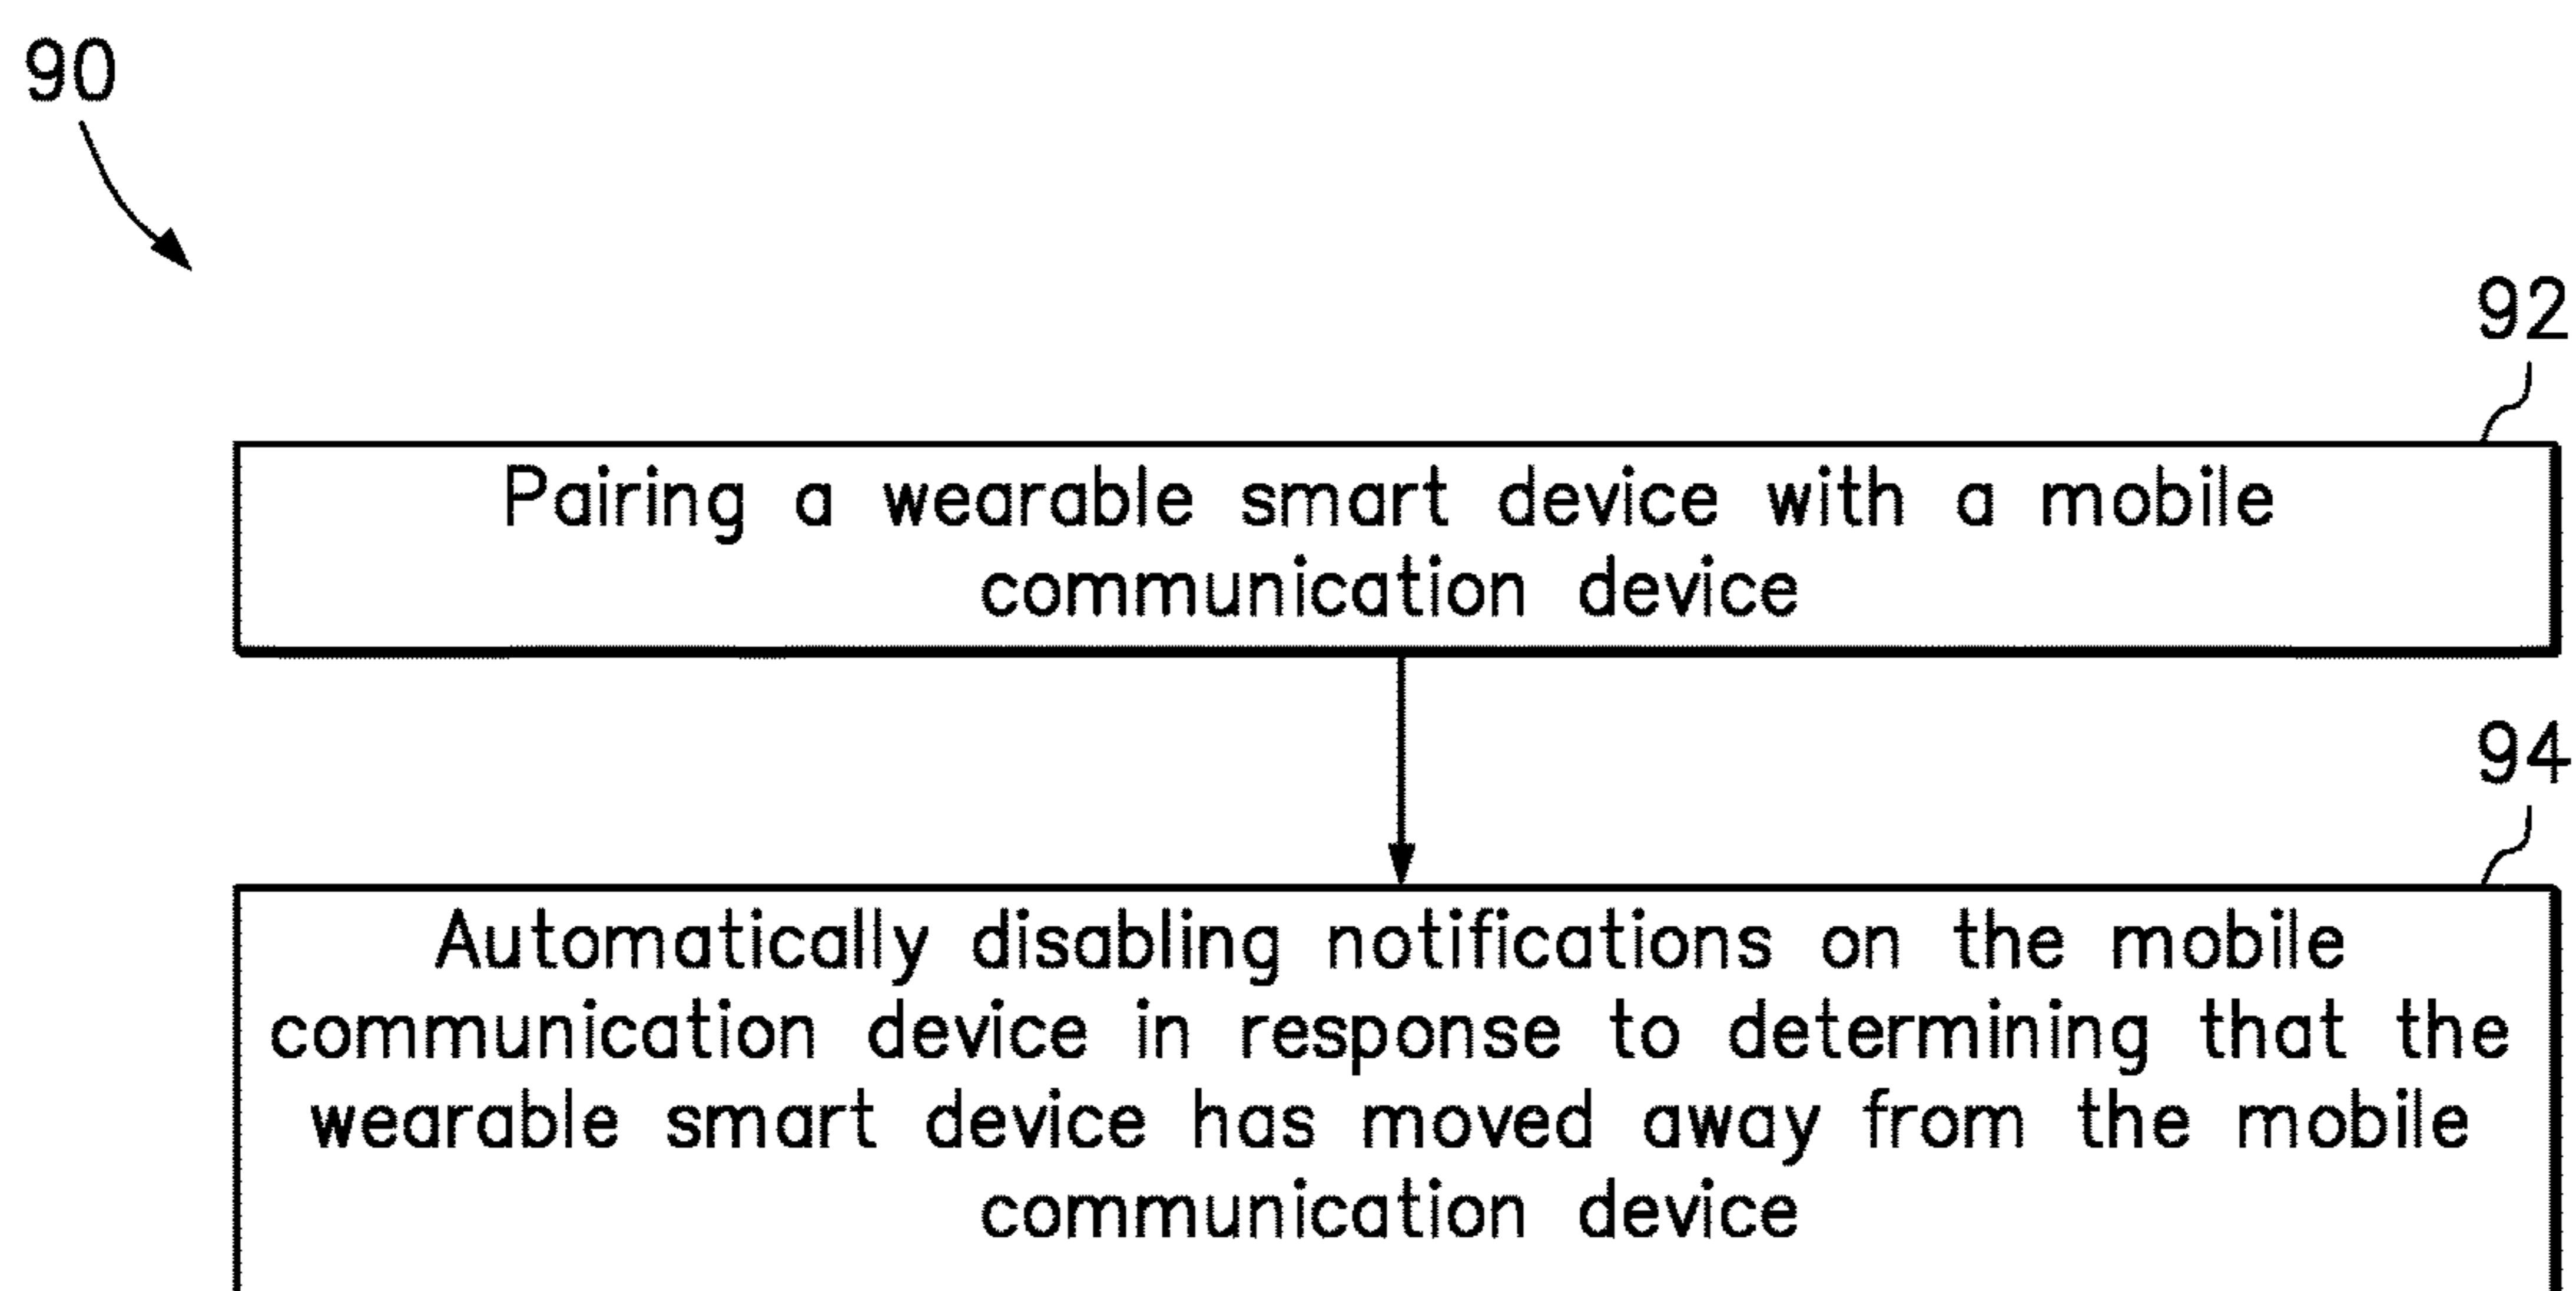 90
92
Pairing a wearable smart device with a mobile
communication device
94
Automatically disabling notifications on the mobile
communication device in response to determining that the
wearable smart device has moved away from the mobile
communication device